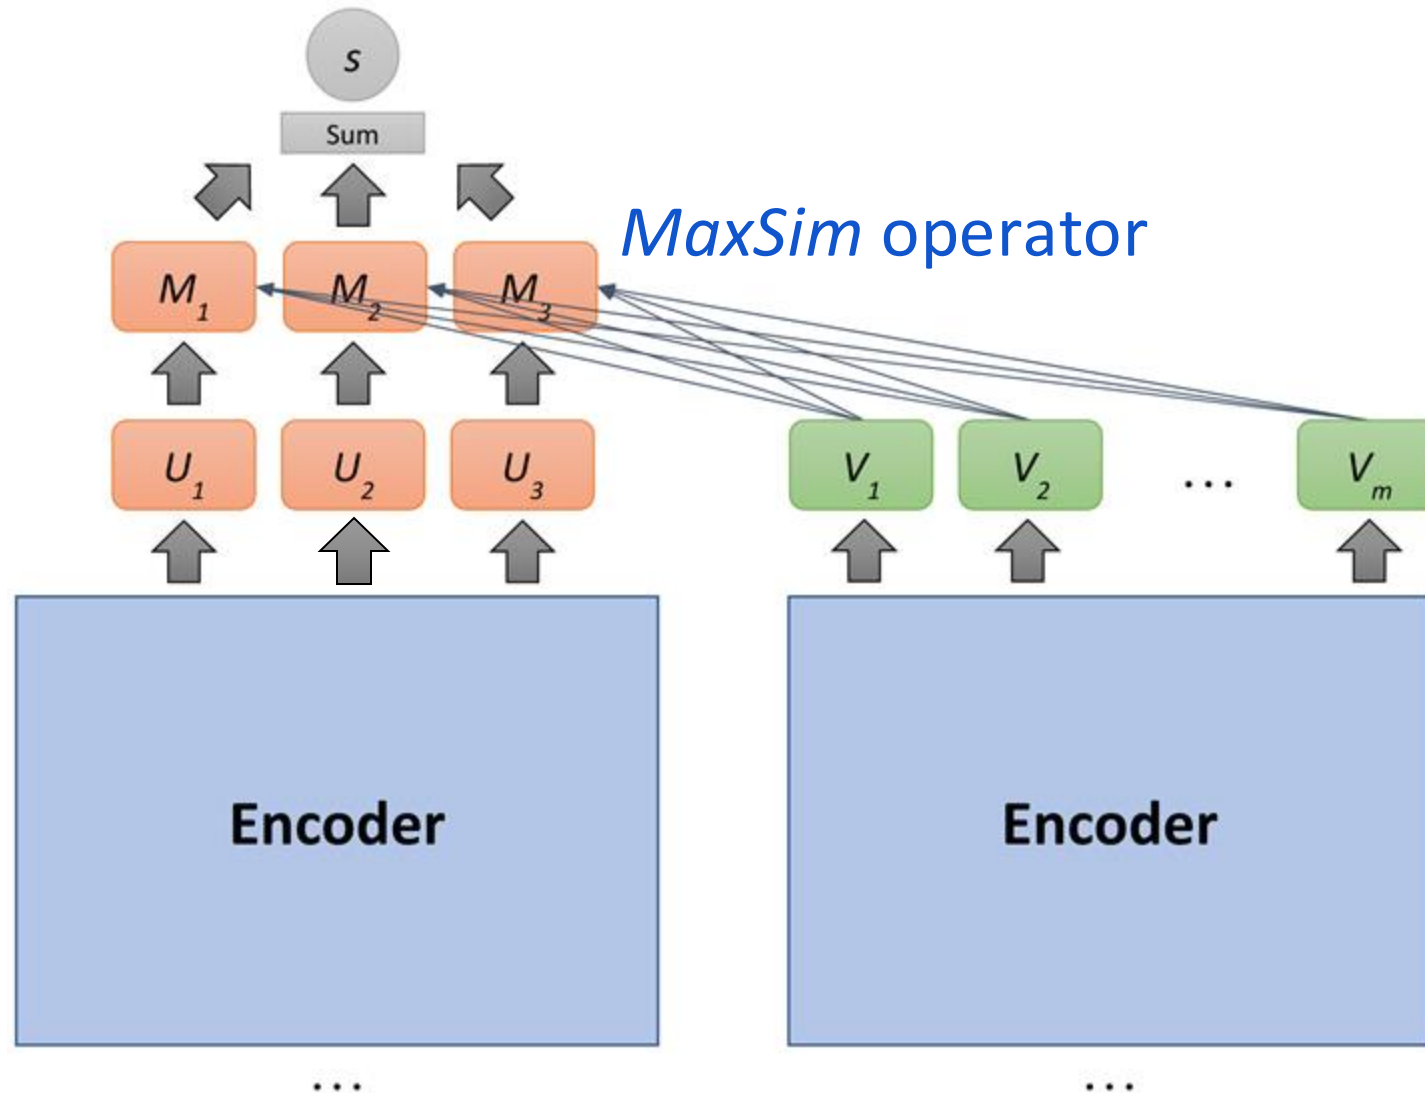 s
Sum
MaxSim operator
M1 M2 M3
U1 U2 U3 V1 V2 ... Vm
Encoder Encoder
... ...